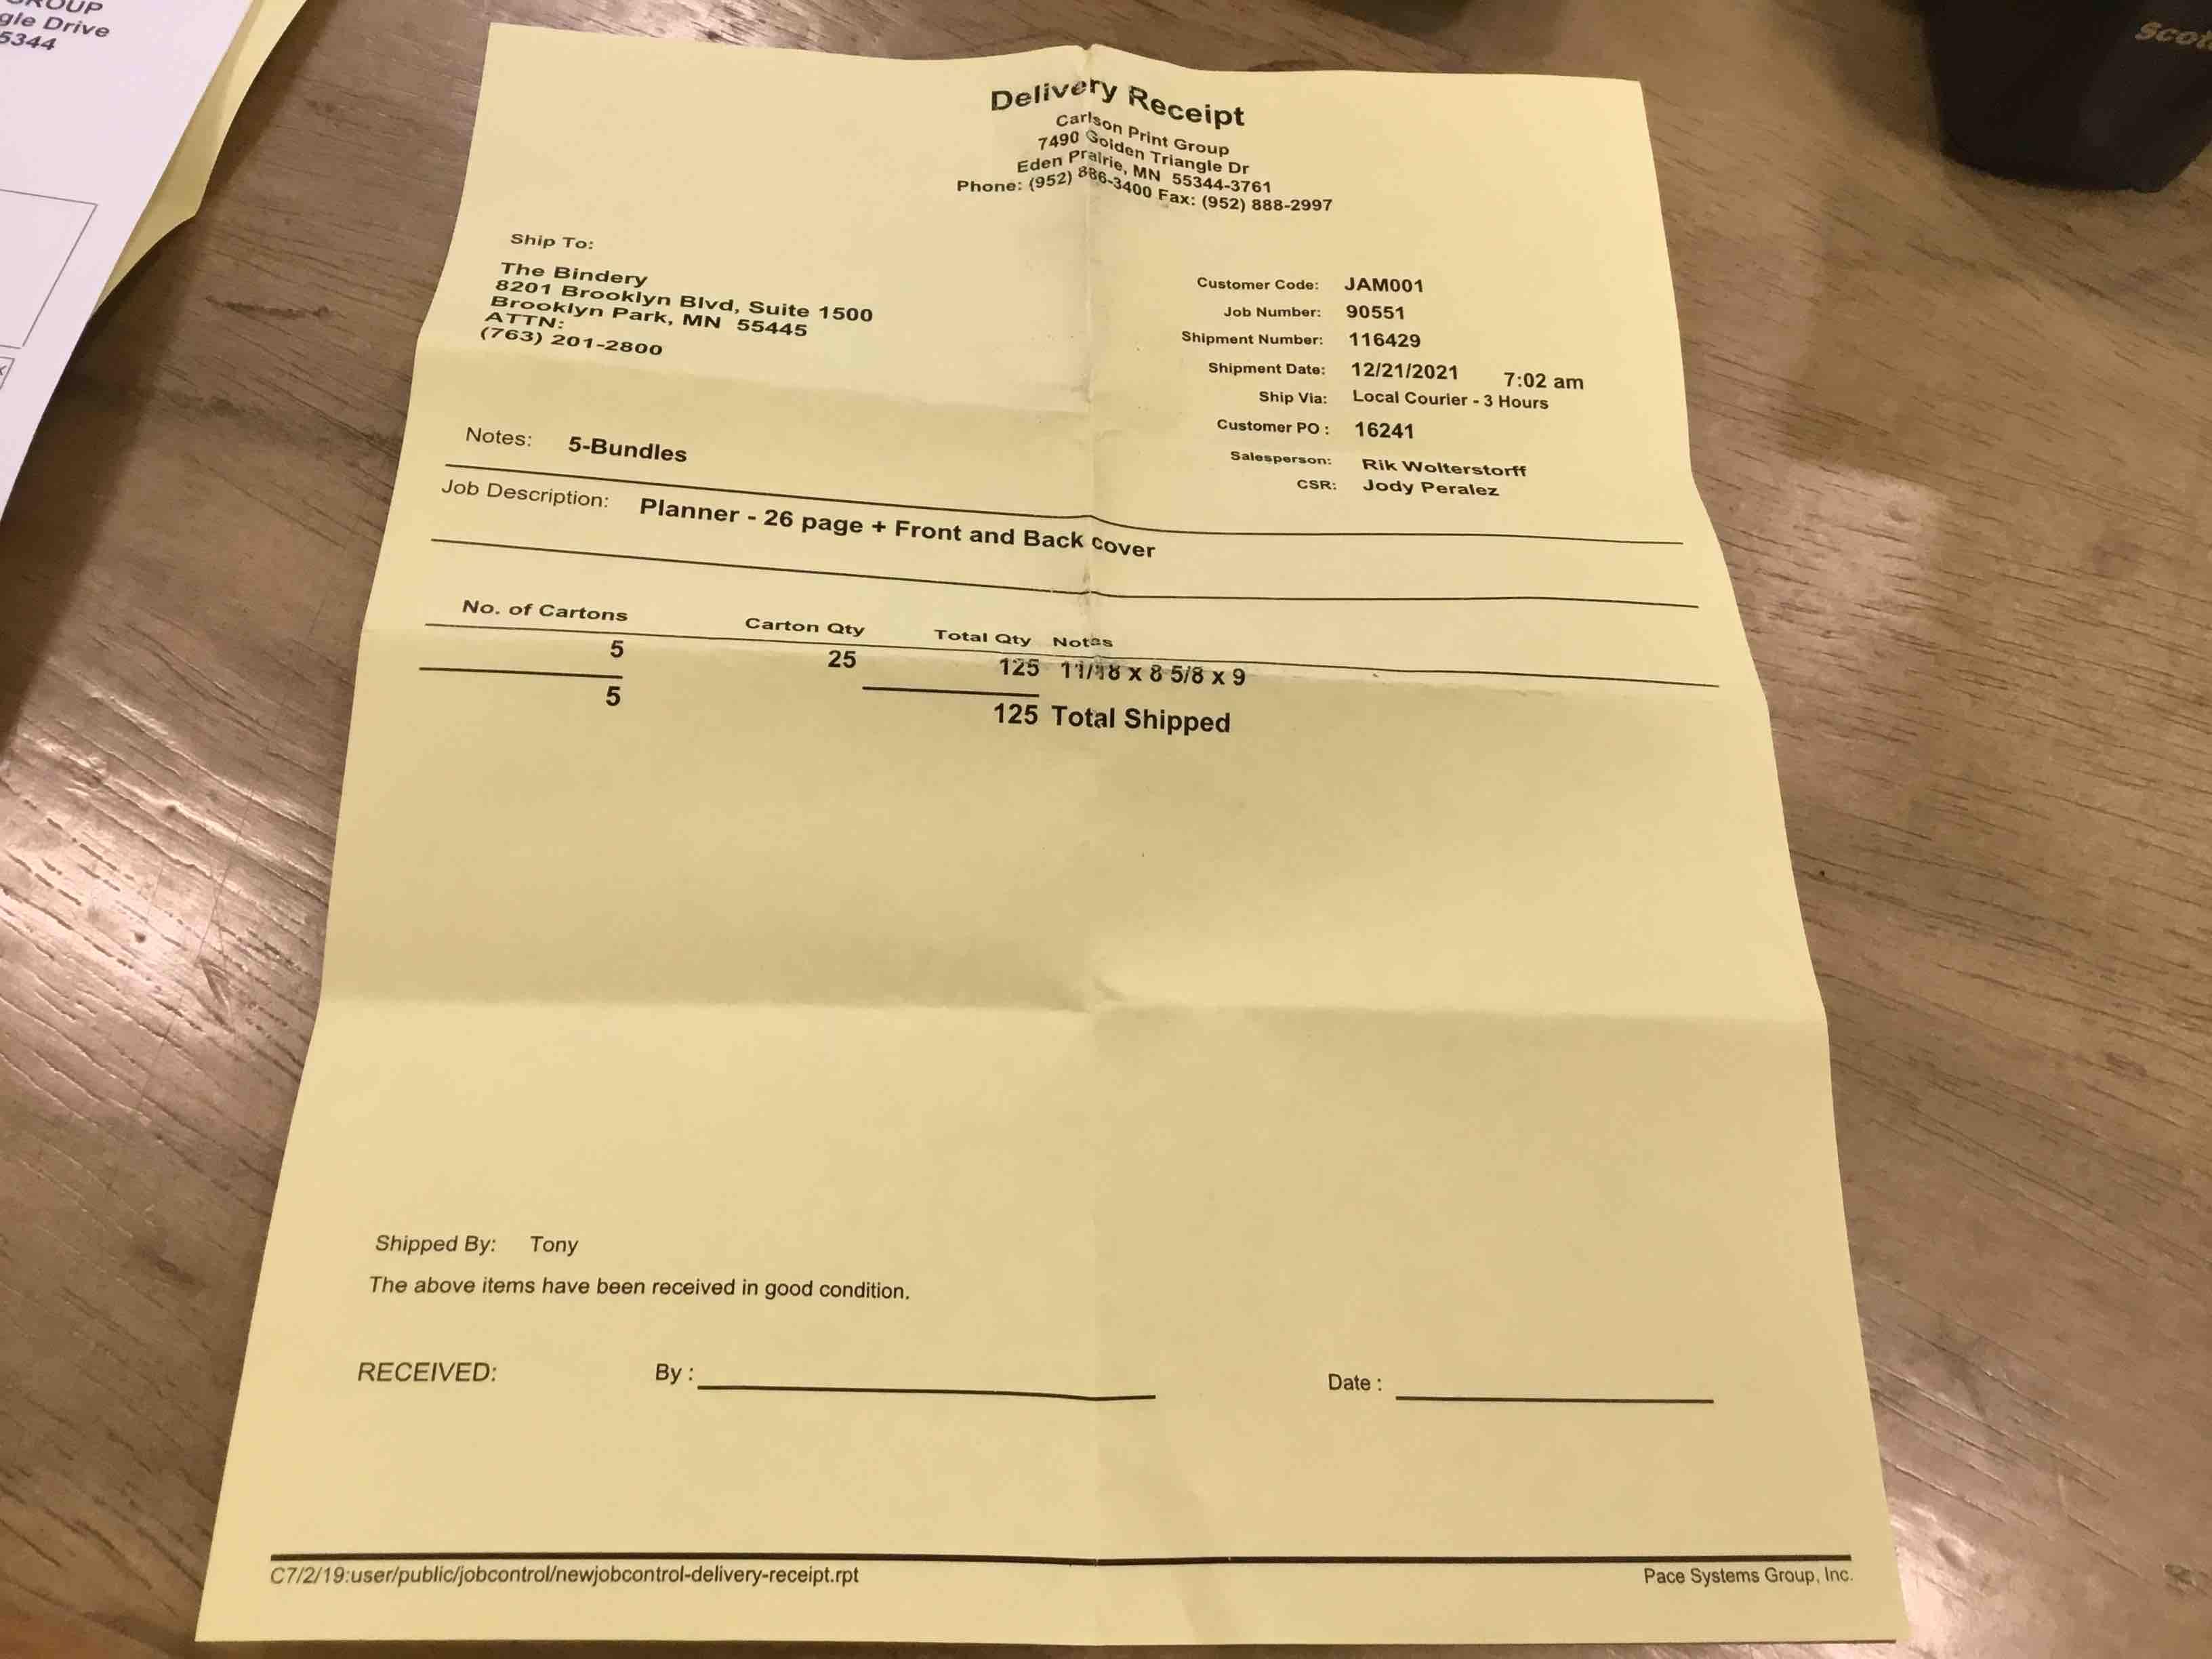 GROUP
gle Drive
5344
Scot
Delivery Receipt
Carlson Print Group
7490 Golden Triangle Dr
Eden Prairie, MN 55344-3761
Phone: (952) 886-3400 Fax: (952) 888-2997
Ship To:
The Bindery
8201 Brooklyn Blvd, Suite 1500
Brooklyn Park, MN 55445
ATTN:
(763) 201-2800
Customer Code: JAM001
Job Number: 90551
Shipment Number: 116429
Shipment Date: 12/21/2021 7:02 am
Ship Via: Local Courier - 3 Hours
Customer PO : 16241
Salesperson: Rik Wolterstorff
CSR: Jody Peralez
Notes: 5-Bundles
Job Description: Planner - 26 page + Front and Back cover
No. of Cartons Carton Qty Total Qty Notes
5 25 125 x 8 5/8 x 9
5 125 Total Shipped
Shipped By: Tony
The above items have been received in good condition.
RECEIVED: By : Date :
C7/2/19:user/public/jobcontrol/newjobcontrol-delivery-receipt.rpt Pace Systems Group, Inc.